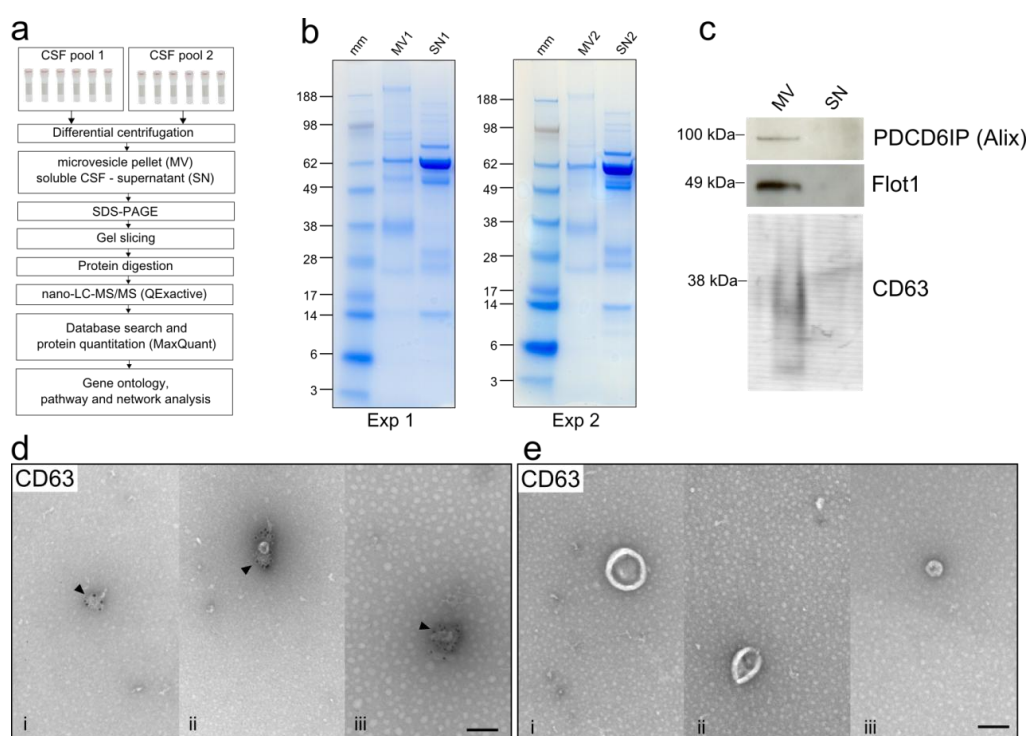 a
CSF pool 1
CSF pool 2
Differential centrifugation
microvesicle pellet (MV)
soluble CSF - supernatant (SN)
SDS-PAGE
Gel slicing
Protein digestion
nano-LC-MS/MS (QExactive)
Database search and
protein quantitation (MaxQuant)
Gene ontology,
pathway and network analysis
b
mm MV1 SN1
188
98
62
49
38
28
17
14
6
3
Exp 1
mm MV2 SN2
188
98
62
49
38
28
17
14
6
3
Exp 2
c
MV SN
100 kDa
PDCD6IP (Alix)
49 kDa
Flot1
38 kDa
CD63
d
CD63
i
ii
iii
e
CD63
i
ii
iii